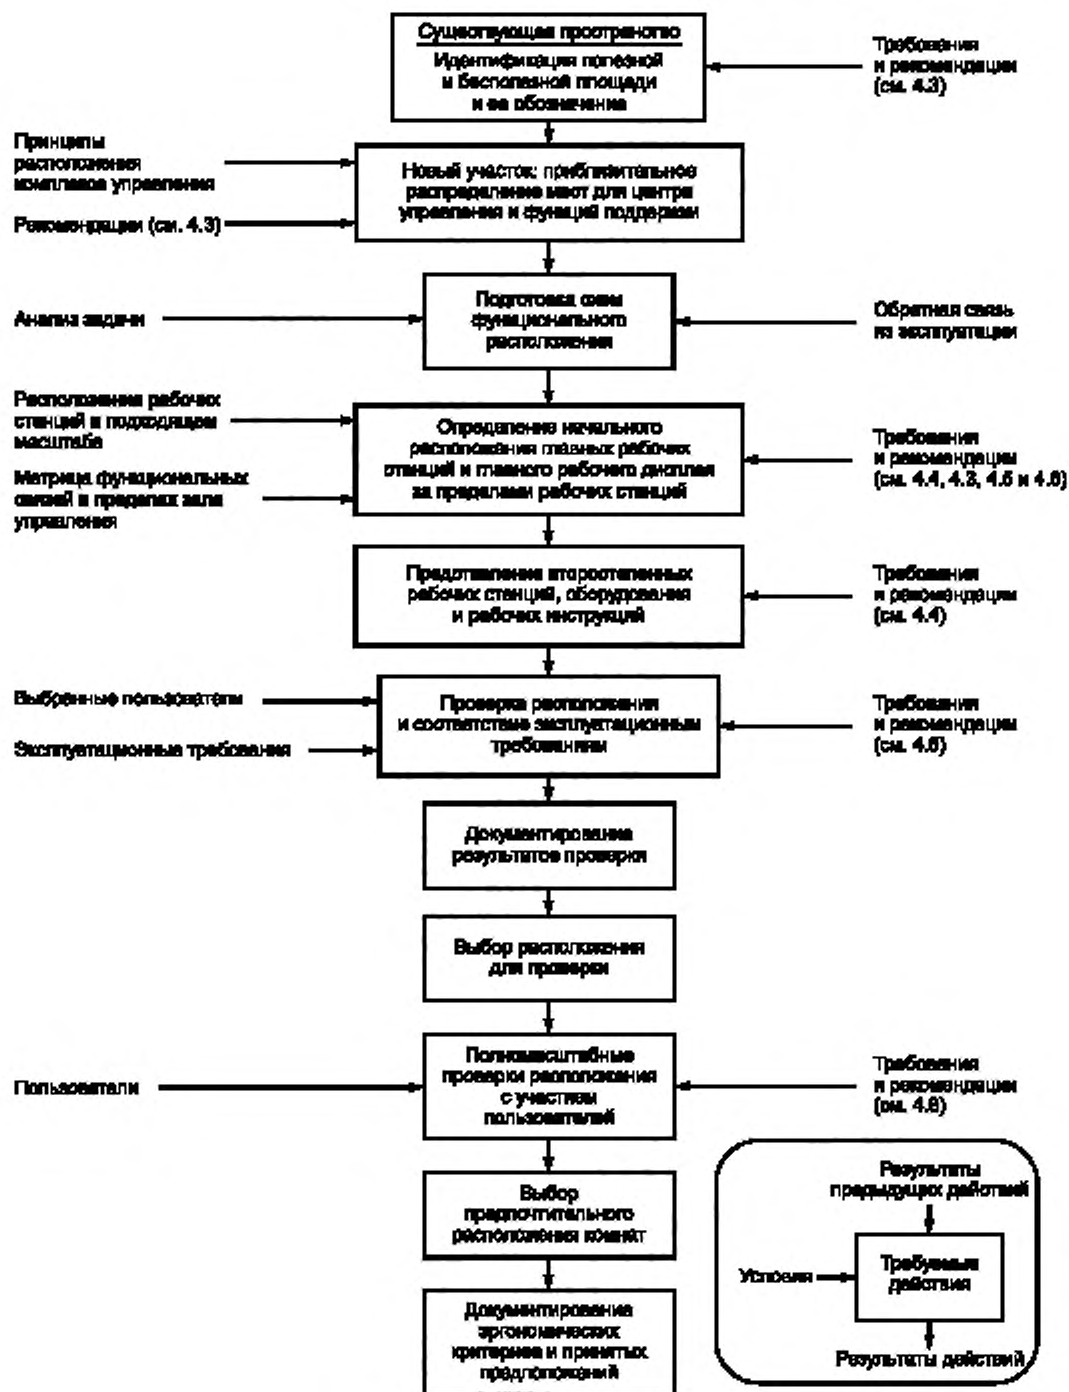 Существующее пространство
Идентификация полезной
и бесполезной площади
и ее обозначение
Требования
и рекомендации
(см. 4.3)
Принципы
расположения
комплексов управления
Рекомендации (см. 4.3)
Новый участок: приблизительное
распределение мест для центра
управления и функций поддержки
Анализ задачи
Подготовка схем
функционального
расположения
Обратная связь
из эксплуатации
Расположения рабочих
станций в подходящем
масштабе
Матрица функциональных
связей в пределах зала
управления
Определение начального
расположения главных рабочих
станций и главного рабочего дисплея
за пределами рабочих станций
Требования
и рекомендации
(см. 4.4, 4.3, 4.5 и 4.6)
Представление второстепенных
рабочих станций, оборудования
и рабочих инструкций
Требования
и рекомендации
(см. 4.4)
Выбранные пользователи
Эксплуатационные требования
Проверка расположения
и соответствие эксплуатационным
требованиям
Требования
и рекомендации
(см.
Документирование
результатов проверки
Выбор расположения
для проверки
Пользователи
Полномасштабные
проверки расположения
с участием
пользователей
Требования
и рекомендации
(см.
Выбор
предпочтительного
расположения комнат
Документирование
эргономических
критериев и принятых
предположений
Результаты
предыдущих действий
Условия
Требуемые
действия
Результаты действий